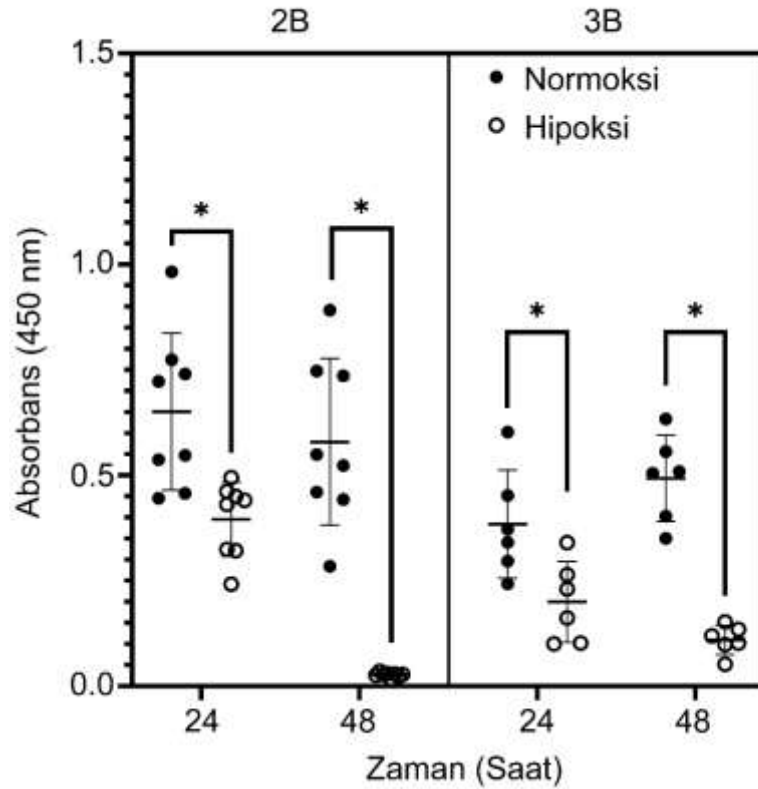 2B 3B
1.5
● Normoksi
○ Hipoksi
* *
1.0
* *
0.5
0.0
24 48 24 48
Absorbans (450 nm)
Zaman (Saat)